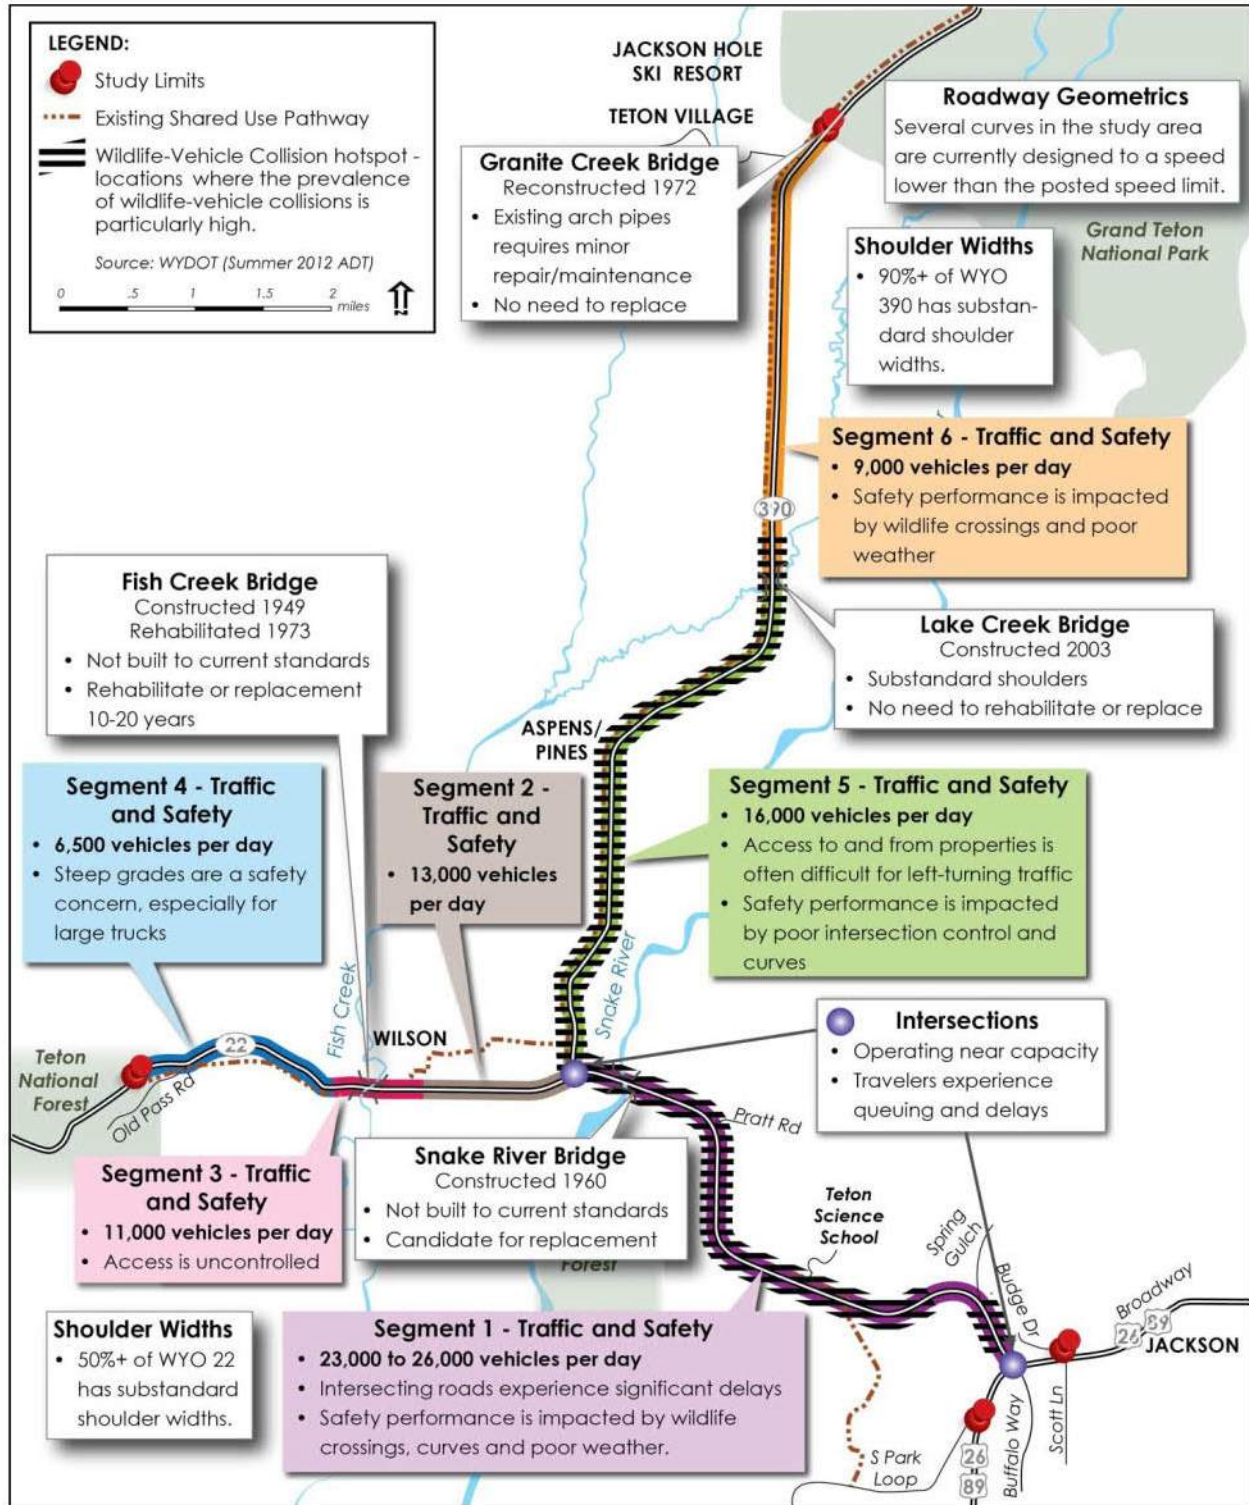 LEGEND:
Study Limits
Existing Shared Use Pathway
Wildlife-Vehicle Collision hotspot -
locations where the prevalence
of wildlife-vehicle collisions is
particularly high.
Source: WYDOT (Summer 2012 ADT)
0 .5 1 1.5 2
miles
N
JACKSON HOLE
SKI RESORT
TETON VILLAGE
Granite Creek Bridge
Reconstructed 1972
• Existing arch pipes
requires minor
repair/maintenance
• No need to replace
Roadway Geometrics
Several curves in the study area
are currently designed to a speed
lower than the posted speed limit.
Grand Teton
National Park
Shoulder Widths
• 90%+ of WYO
390 has substan-
dard shoulder
widths.
Segment 6 - Traffic and Safety
• 9,000 vehicles per day
• Safety performance is impacted
by wildlife crossings and poor
weather
390
Fish Creek Bridge
Constructed 1949
Rehabilitated 1973
• Not built to current standards
• Rehabilitate or replacement
10-20 years
Lake Creek Bridge
Constructed 2003
• Substandard shoulders
• No need to rehabilitate or replace
ASPENS/
PINES
Segment 4 - Traffic
and Safety
• 6,500 vehicles per day
• Steep grades are a safety
concern, especially for
large trucks
Segment 2 -
Traffic and
Safety
• 13,000 vehicles
per day
Segment 5 - Traffic and Safety
• 16,000 vehicles per day
• Access to and from properties is
often difficult for left-turning traffic
• Safety performance is impacted
by poor intersection control and
curves
Fish Creek
Snake River
WILSON
22
Teton
National
Forest
Old Pass Rd
Intersections
• Operating near capacity
• Travelers experience
queuing and delays
Pratt Rd
Segment 3 - Traffic
and Safety
• 11,000 vehicles per day
• Access is uncontrolled
Snake River Bridge
Constructed 1960
• Not built to current standards
• Candidate for replacement
Forest
Teton
Science
School
Spring
Gulch
Budge Dr
Broadway
26 89
JACKSON
Shoulder Widths
• 50%+ of WYO 22
has substandard
shoulder widths.
Segment 1 - Traffic and Safety
• 23,000 to 26,000 vehicles per day
• Intersecting roads experience significant delays
• Safety performance is impacted by wildlife
crossings, curves and poor weather.
S Park
Loop
26
89
Buffalo Way
Scott Ln